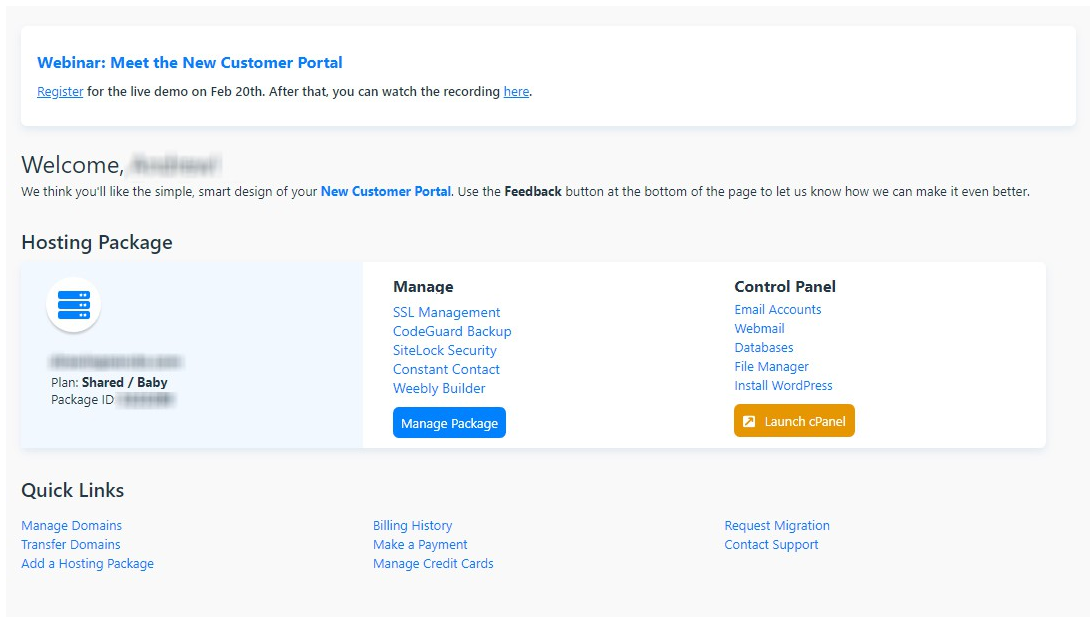 Webinar: Meet the New Customer Portal
Register for the live demo on Feb 20th. After that, you can watch the recording here.
Welcome,
We think you'll like the simple, smart design of your New Customer Portal. Use the Feedback button at the bottom of the page to let us know how we can make it even better.
Hosting Package
Plan: Shared / Baby
Package ID
Manage
SSL Management
CodeGuard Backup
SiteLock Security
Constant Contact
Weebly Builder
Manage Package
Control Panel
Email Accounts
Webmail
Databases
File Manager
Install WordPress
Launch cPanel
Quick Links
Manage Domains
Transfer Domains
Add a Hosting Package
Billing History
Make a Payment
Manage Credit Cards
Request Migration
Contact Support